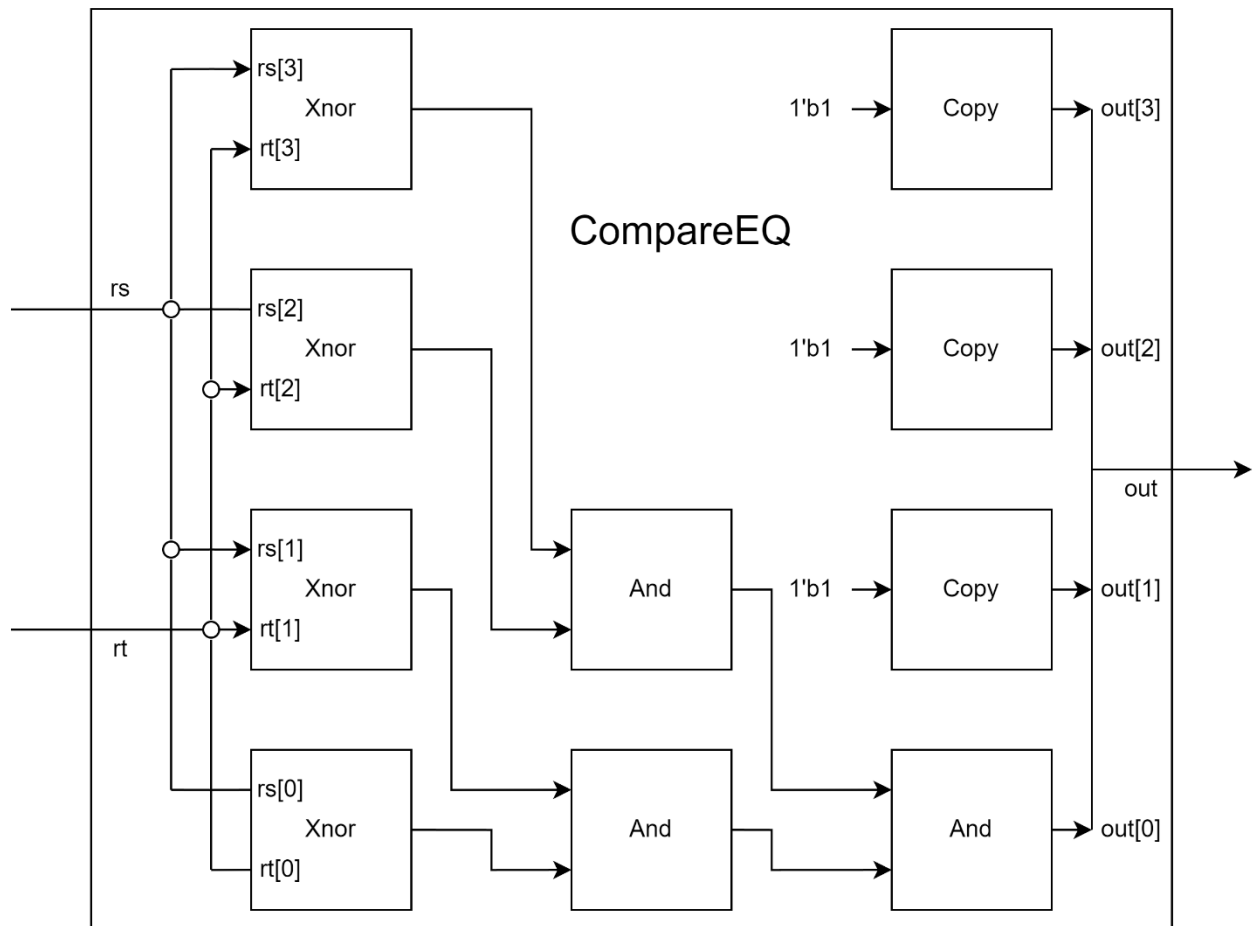 rs[3]
Xnor
rt[3]
1'b1
Copy
out[3]
CompareEQ
rs
rs[2]
Xnor
rt[2]
1'b1
Copy
out[2]
out
rs[1]
Xnor
rt[1]
And
1'b1
Copy
out[1]
rt
rs[0]
Xnor
rt[0]
And
And
out[0]